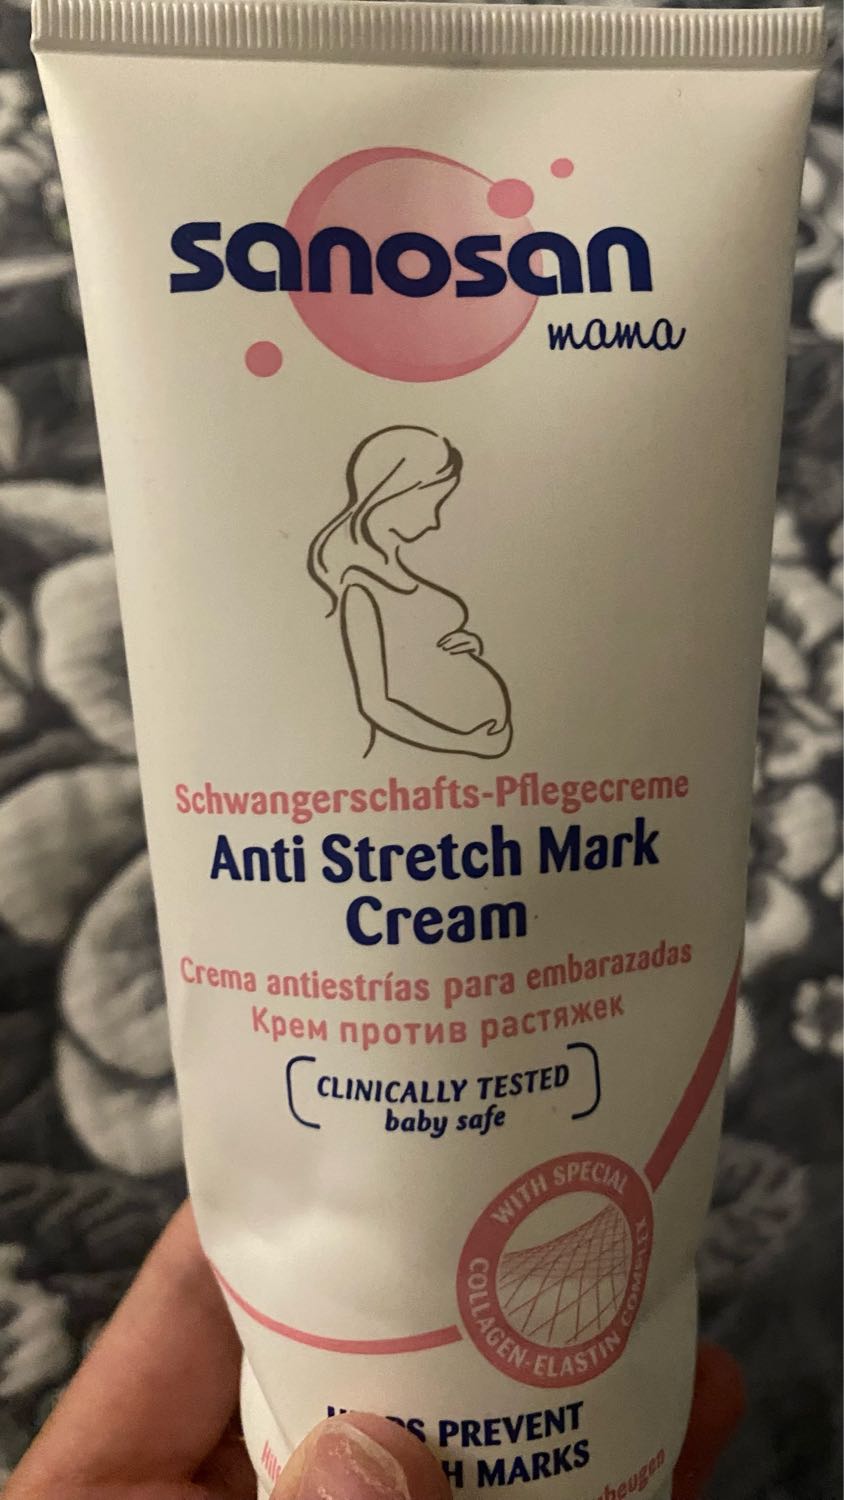 sanosan
mama
Schwangerschafts-Pflegecreme
Anti Stretch Mark
Cream
Crema antiestrías para embarazadas
Крем против растяжек
CLINICALLY TESTED
baby safe
WITH SPECIAL
COLLAGEN-ELASTIN COMPLEX
PREVENT
MARKS